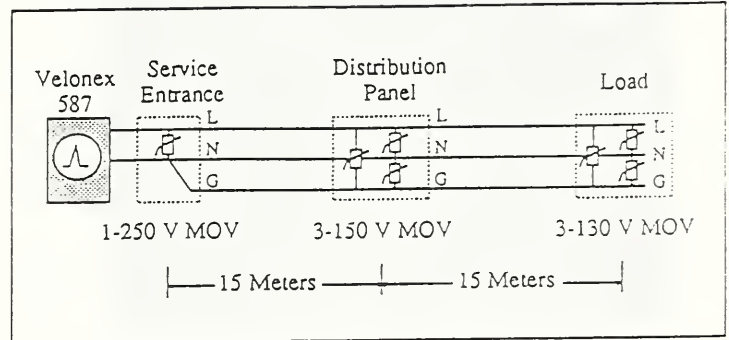 Velonex
587
Service
Entrance
Distribution
Panel
Load
L
N
G
L
N
G
L
N
G
1-250 V MOV
3-150 V MOV
3-130 V MOV
15 Meters
15 Meters